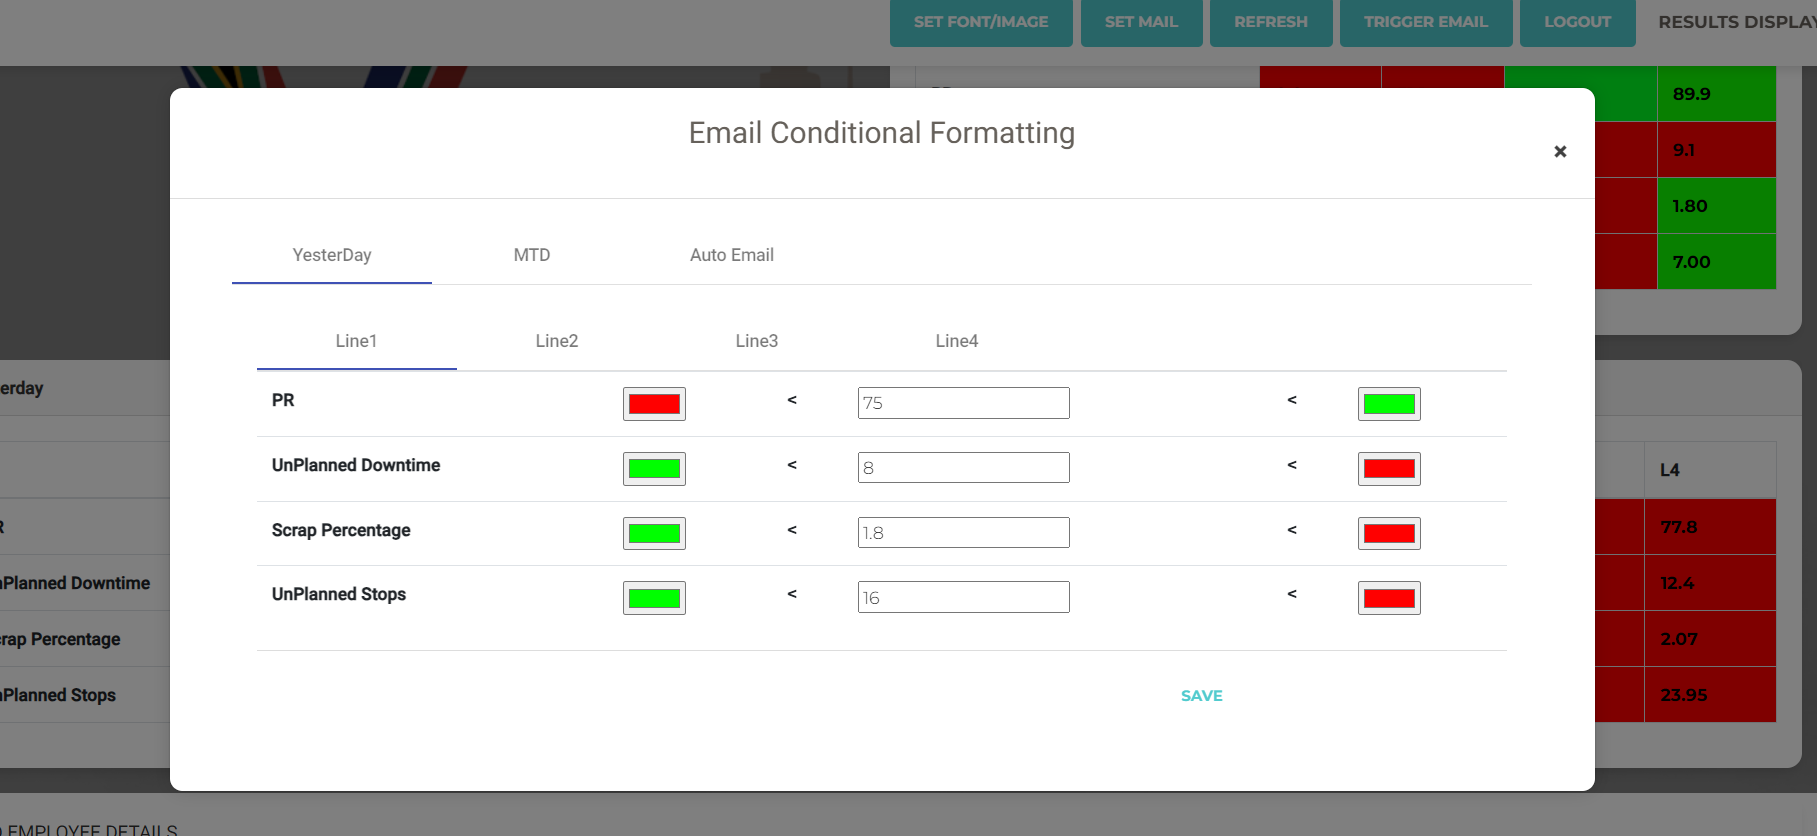 SET FONT/IMAGE SET MAIL REFRESH TRIGGER EMAIL LOGOUT RESULTS DISPLAY
89.9
Email Conditional Formatting
×
9.1
1.80
YesterDay MTD Auto Email
7.00
Line1 Line2 Line3 Line4
erday
PR < 75 <
UnPlanned Downtime < 8 <
L4
Scrap Percentage < 1.8 <
R 77.8
UnPlanned Stops < 16 <
nPlanned Downtime 12.4
crap Percentage 2.07
nPlanned Stops 23.95
SAVE
EMPLOYEE DETAILS